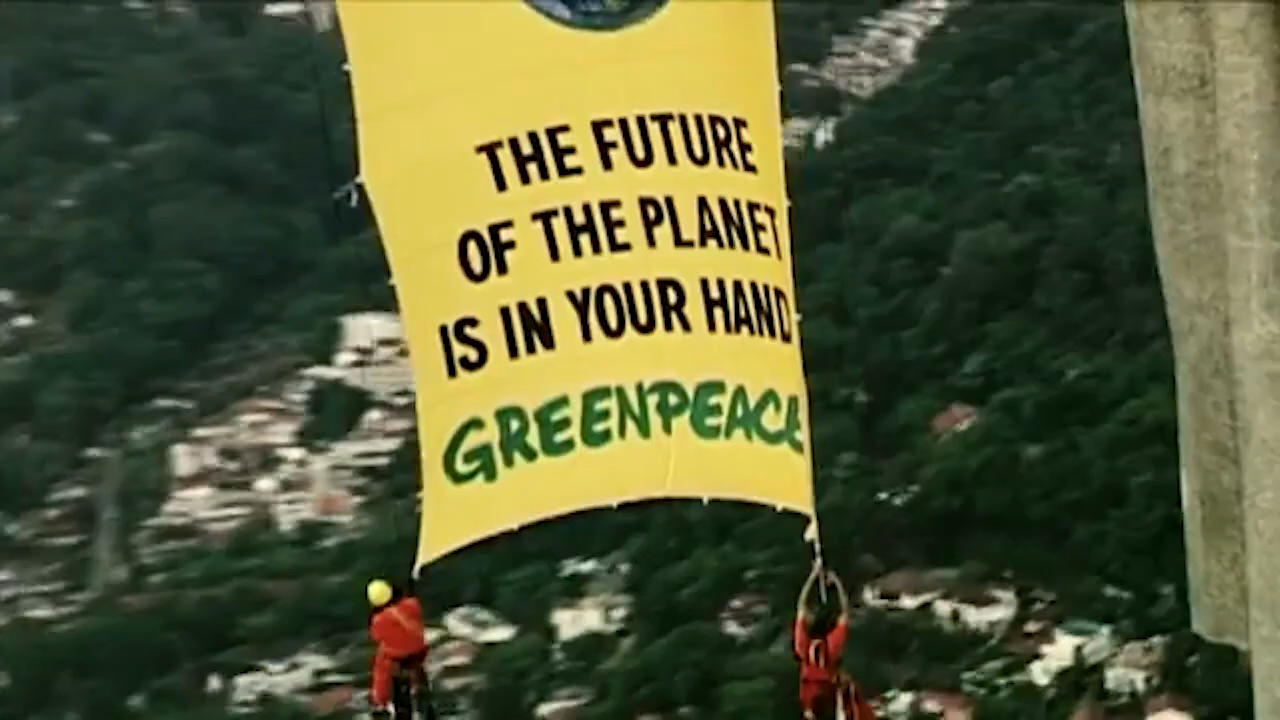 THE FUTURE
OF THE PLANET
IS IN YOUR HAND
GREENPEACE